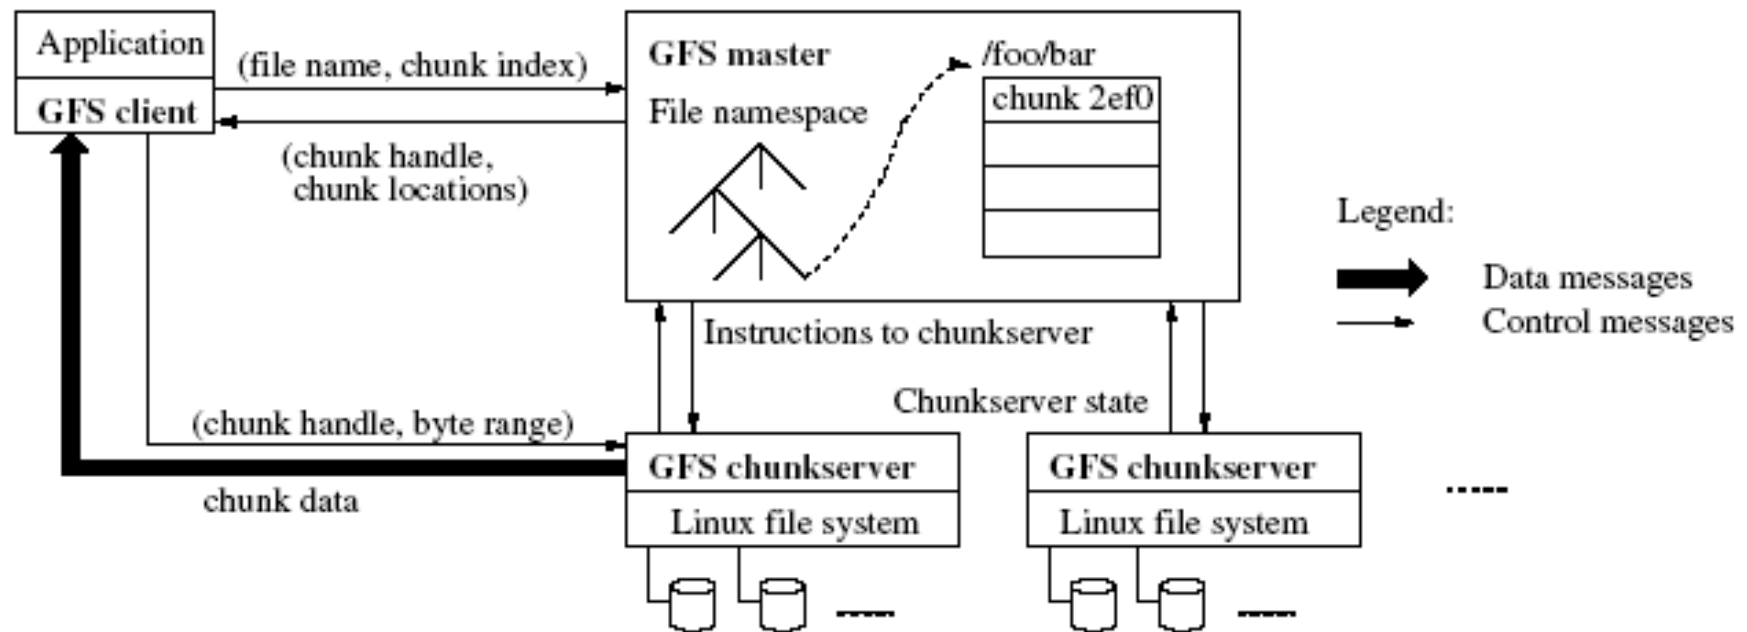 Application
GFS client
(file name, chunk index)
(chunk handle,
chunk locations)
GFS master
File namespace
/foo/bar
chunk 2ef0
Legend:
Data messages
Control messages
Instructions to chunkserver
Chunkserver state
(chunk handle, byte range)
chunk data
GFS chunkserver
Linux file system
GFS chunkserver
Linux file system